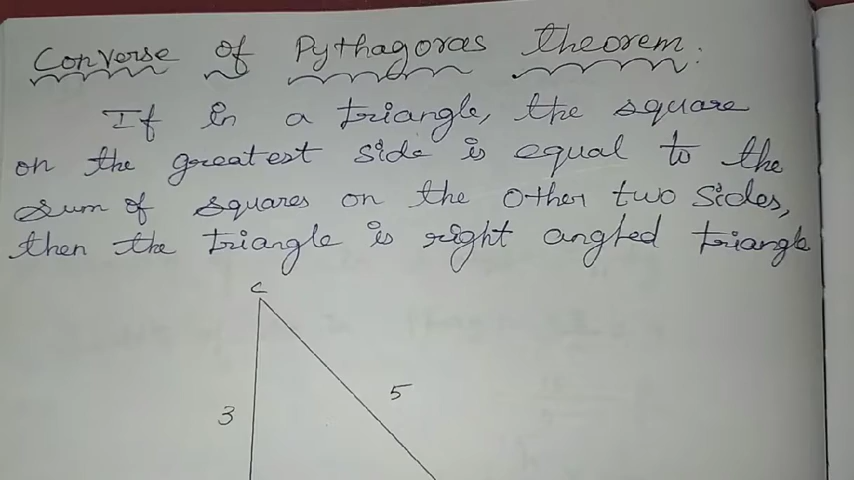 Converse of Pythagoras theorem.
If in a triangle, the square
on the greatest side is equal to the
sum of squares on the other two sides,
then the triangle is right angled triangle
C
5
3